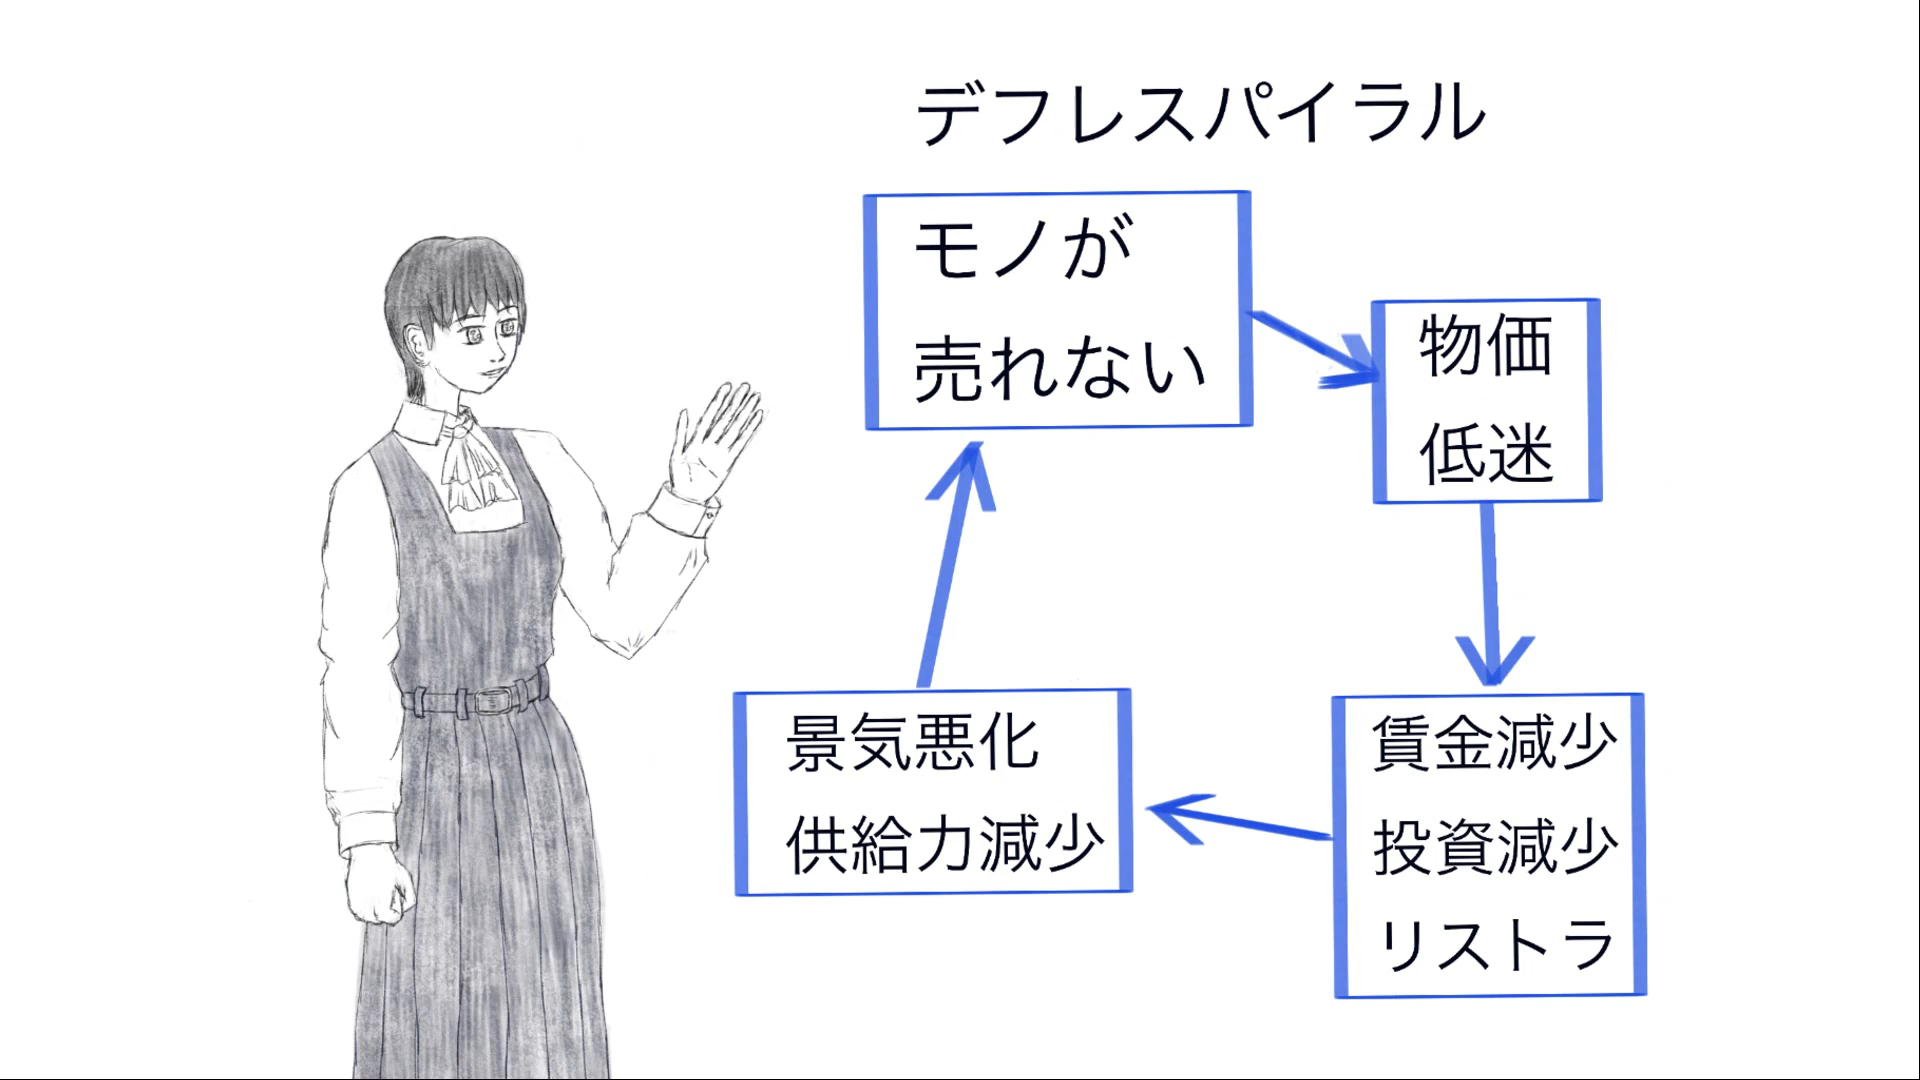 デフレスパイラル
モノが
売れない
物価
低迷
賃金減少
投資減少
リストラ
景気悪化
供給力減少